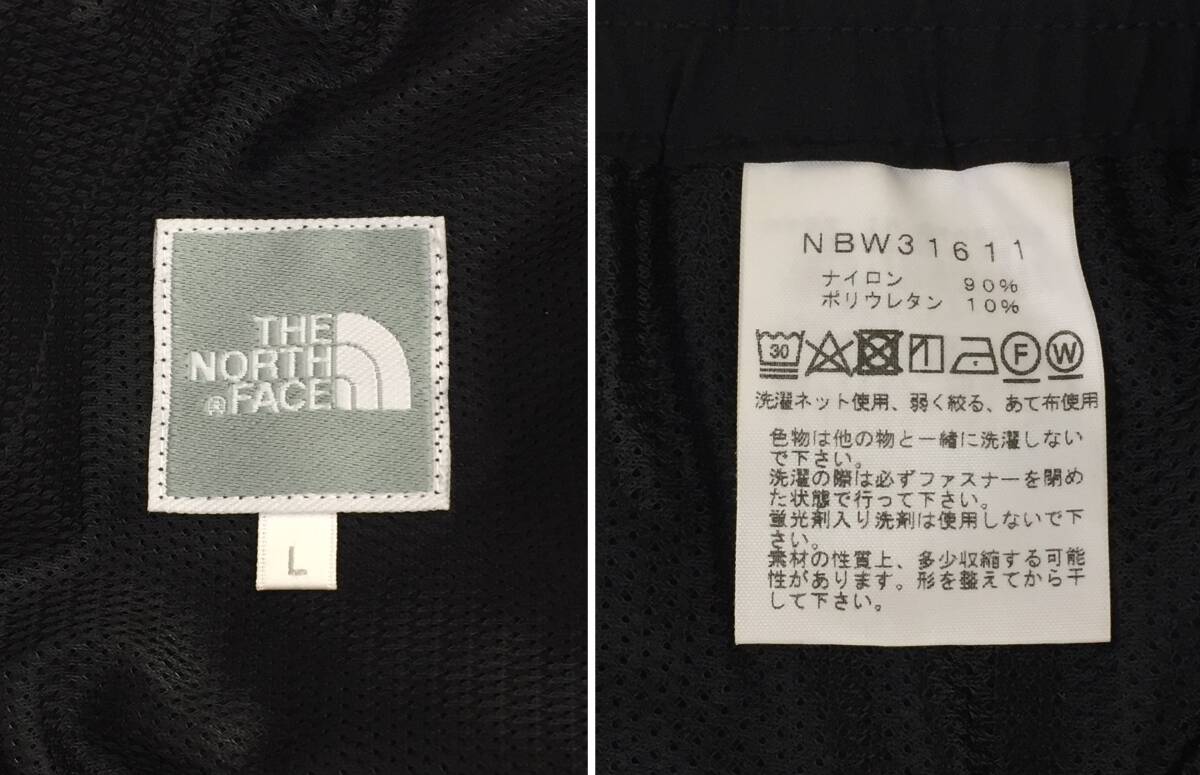 THE
NORTH
®FACE
L
NBW31611
ナイロン 90%
ポリウレタン 10%
30 F W
洗濯ネット使用、弱く絞る、あて布使用
色物は他の物と一緒に洗濯しない
で下さい。
洗濯の際は必ずファスナーを閉め
た状態で行って下さい。
蛍光剤入り洗剤は使用しないで下
さい。
素材の性質上、多少収縮する可能
性があります。形を整えてから干
して下さい。